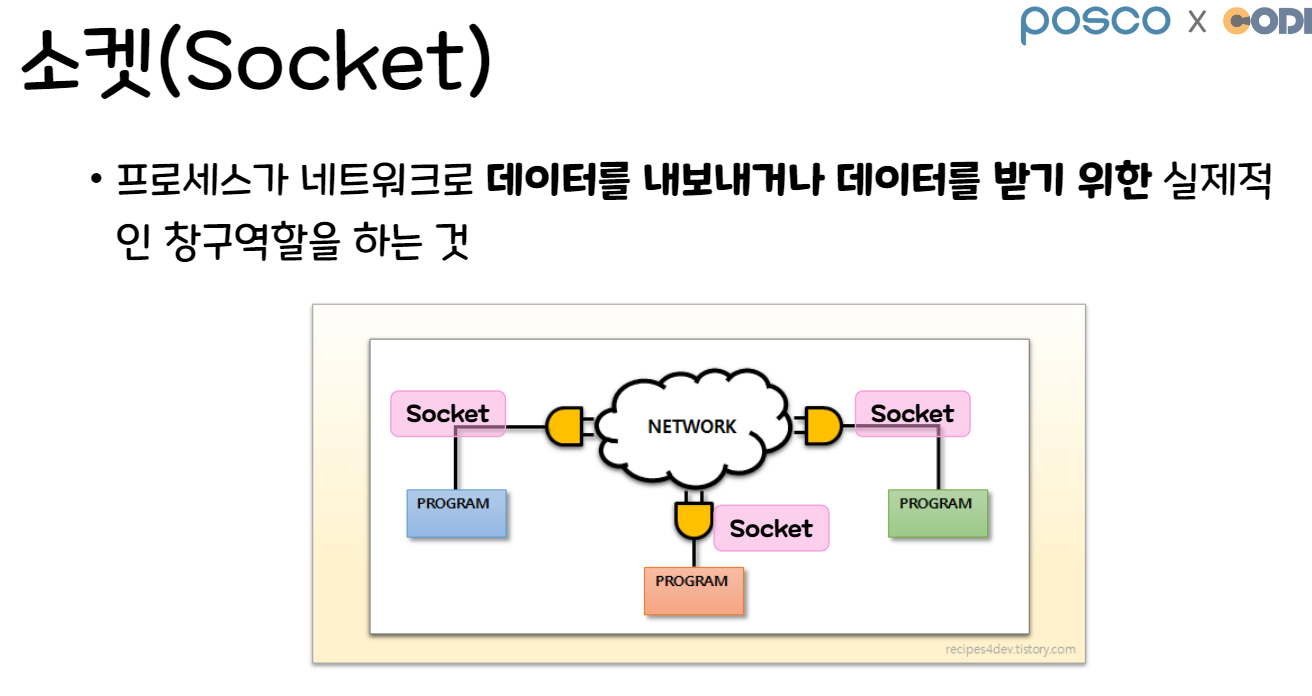 posco x CODI
소켓(Socket)
• 프로세스가 네트워크로 데이터를 내보내거나 데이터를 받기 위한 실제적
인 창구역할을 하는 것
Socket
NETWORK
Socket
PROGRAM
PROGRAM
Socket
PROGRAM
recipes4dev.tistory.com